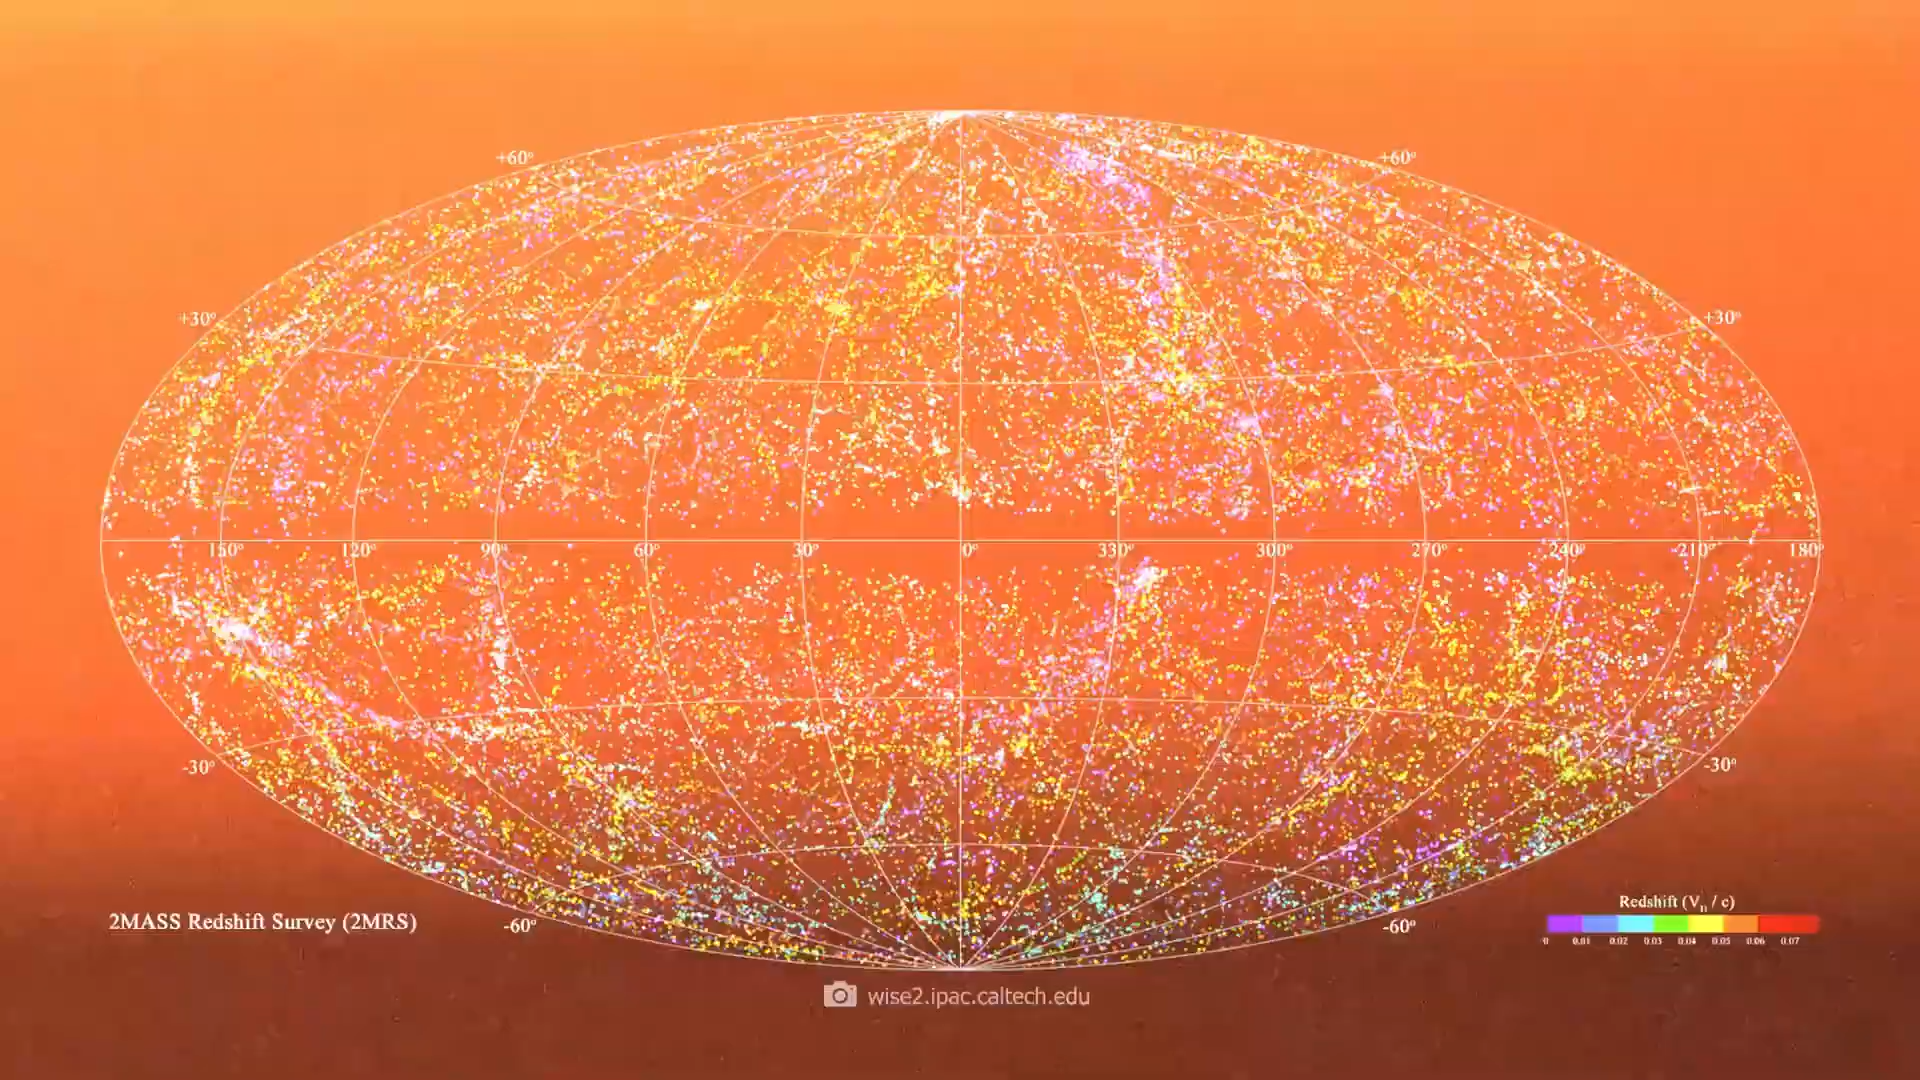 +60° +60°
+30° +30°
150° 120° 90° 60° 30° 0° 330° 300° 270° 240° 210° 180°
-30° -30°
Redshift (V_h / c)
2MASS Redshift Survey (2MRS) -60° -60°
0 0.01 0.02 0.03 0.04 0.05 0.06 0.07
wise2.ipac.caltech.edu